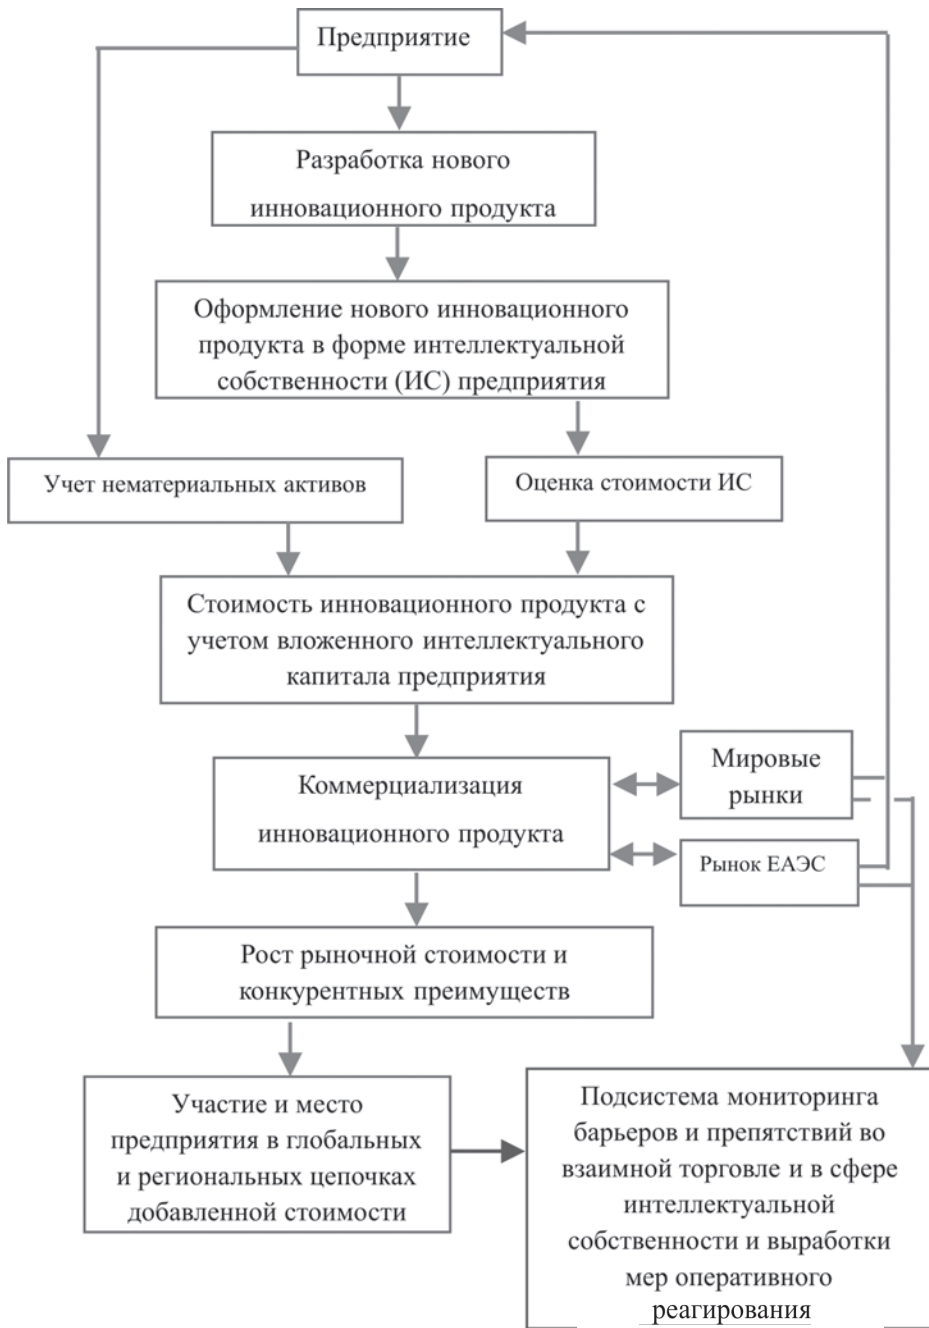 Предприятие
Разработка нового
инновационного продукта
Оформление нового инновационного
продукта в форме интеллектуальной
собственности (ИС) предприятия
Учет нематериальных активов
Оценка стоимости ИС
Стоимость инновационного продукта с
учетом вложенного интеллектуального
капитала предприятия
Коммерциализация
инновационного продукта
Мировые
рынки
Рынок ЕАЭС
Рост рыночной стоимости и
конкурентных преимуществ
Участие и место
предприятия в глобальных
и региональных цепочках
добавленной стоимости
Подсистема мониторинга
барьеров и препятствий во
взаимной торговле и в сфере
интеллектуальной
собственности и выработки
мер оперативного
реагирования